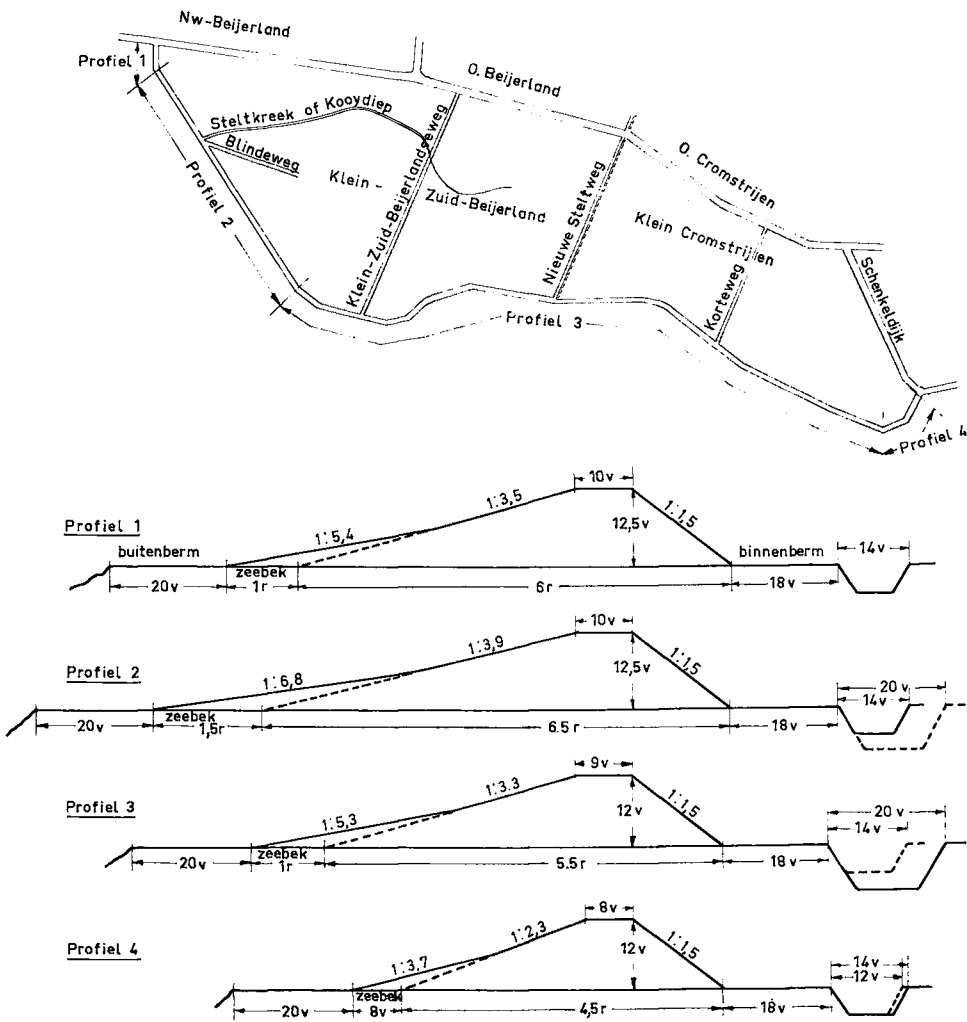 Nw-Beijerland
Profiel 1
O. Beijerland
Steltkreek of Kooydiep
Blindeweg
Klein-Zuid-Beijerlandseweg
Klein-
Zuid-Beijerland
Profiel 2
Nieuwe Steltweg
O. Cromstrijen
Klein Cromstrijen
Korteweg
Schenkeldijk
Profiel 3
Profiel 4
Profiel 1
buitenberm
1:5,4
1:3,5
10v
12,5v
1:1,5
binnenberm
14v
20v
zeebek
1r
6r
18v
Profiel 2
1:6,8
1:3,9
10v
12,5v
1:1,5
20v
14v
20v
zeebek
1,5r
6.5r
18v
Profiel 3
1:5,3
1:3.3
9v
12v
1:1,5
20v
14v
20v
zeebek
1r
5.5r
18v
Profiel 4
1:3,7
1:2,3
8v
12v
1:1,5
14v
12v
20v
zeebek
8v
4,5r
18v